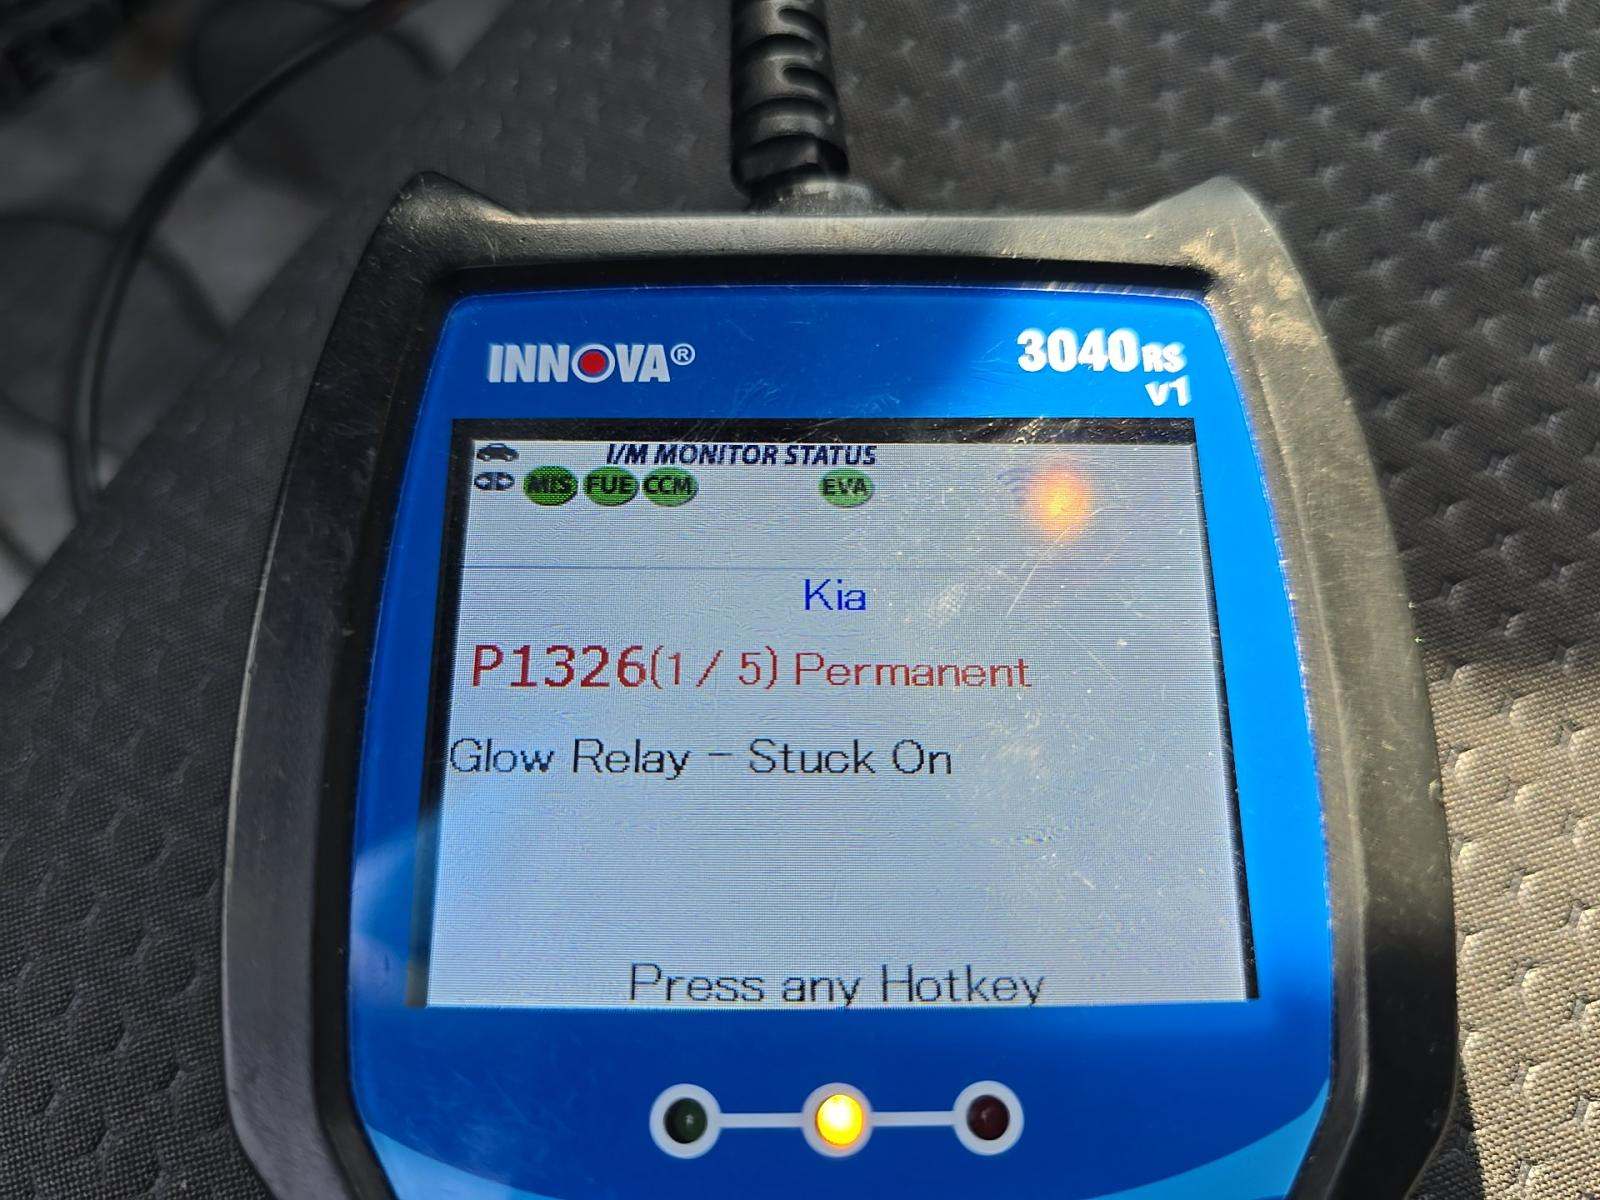 INNOVA®
3040RS
v1
I/M MONITOR STATUS
MIS FUE CCM EVA
Kia
P1326(1 / 5) Permanent
Glow Relay - Stuck On
Press any Hotkey